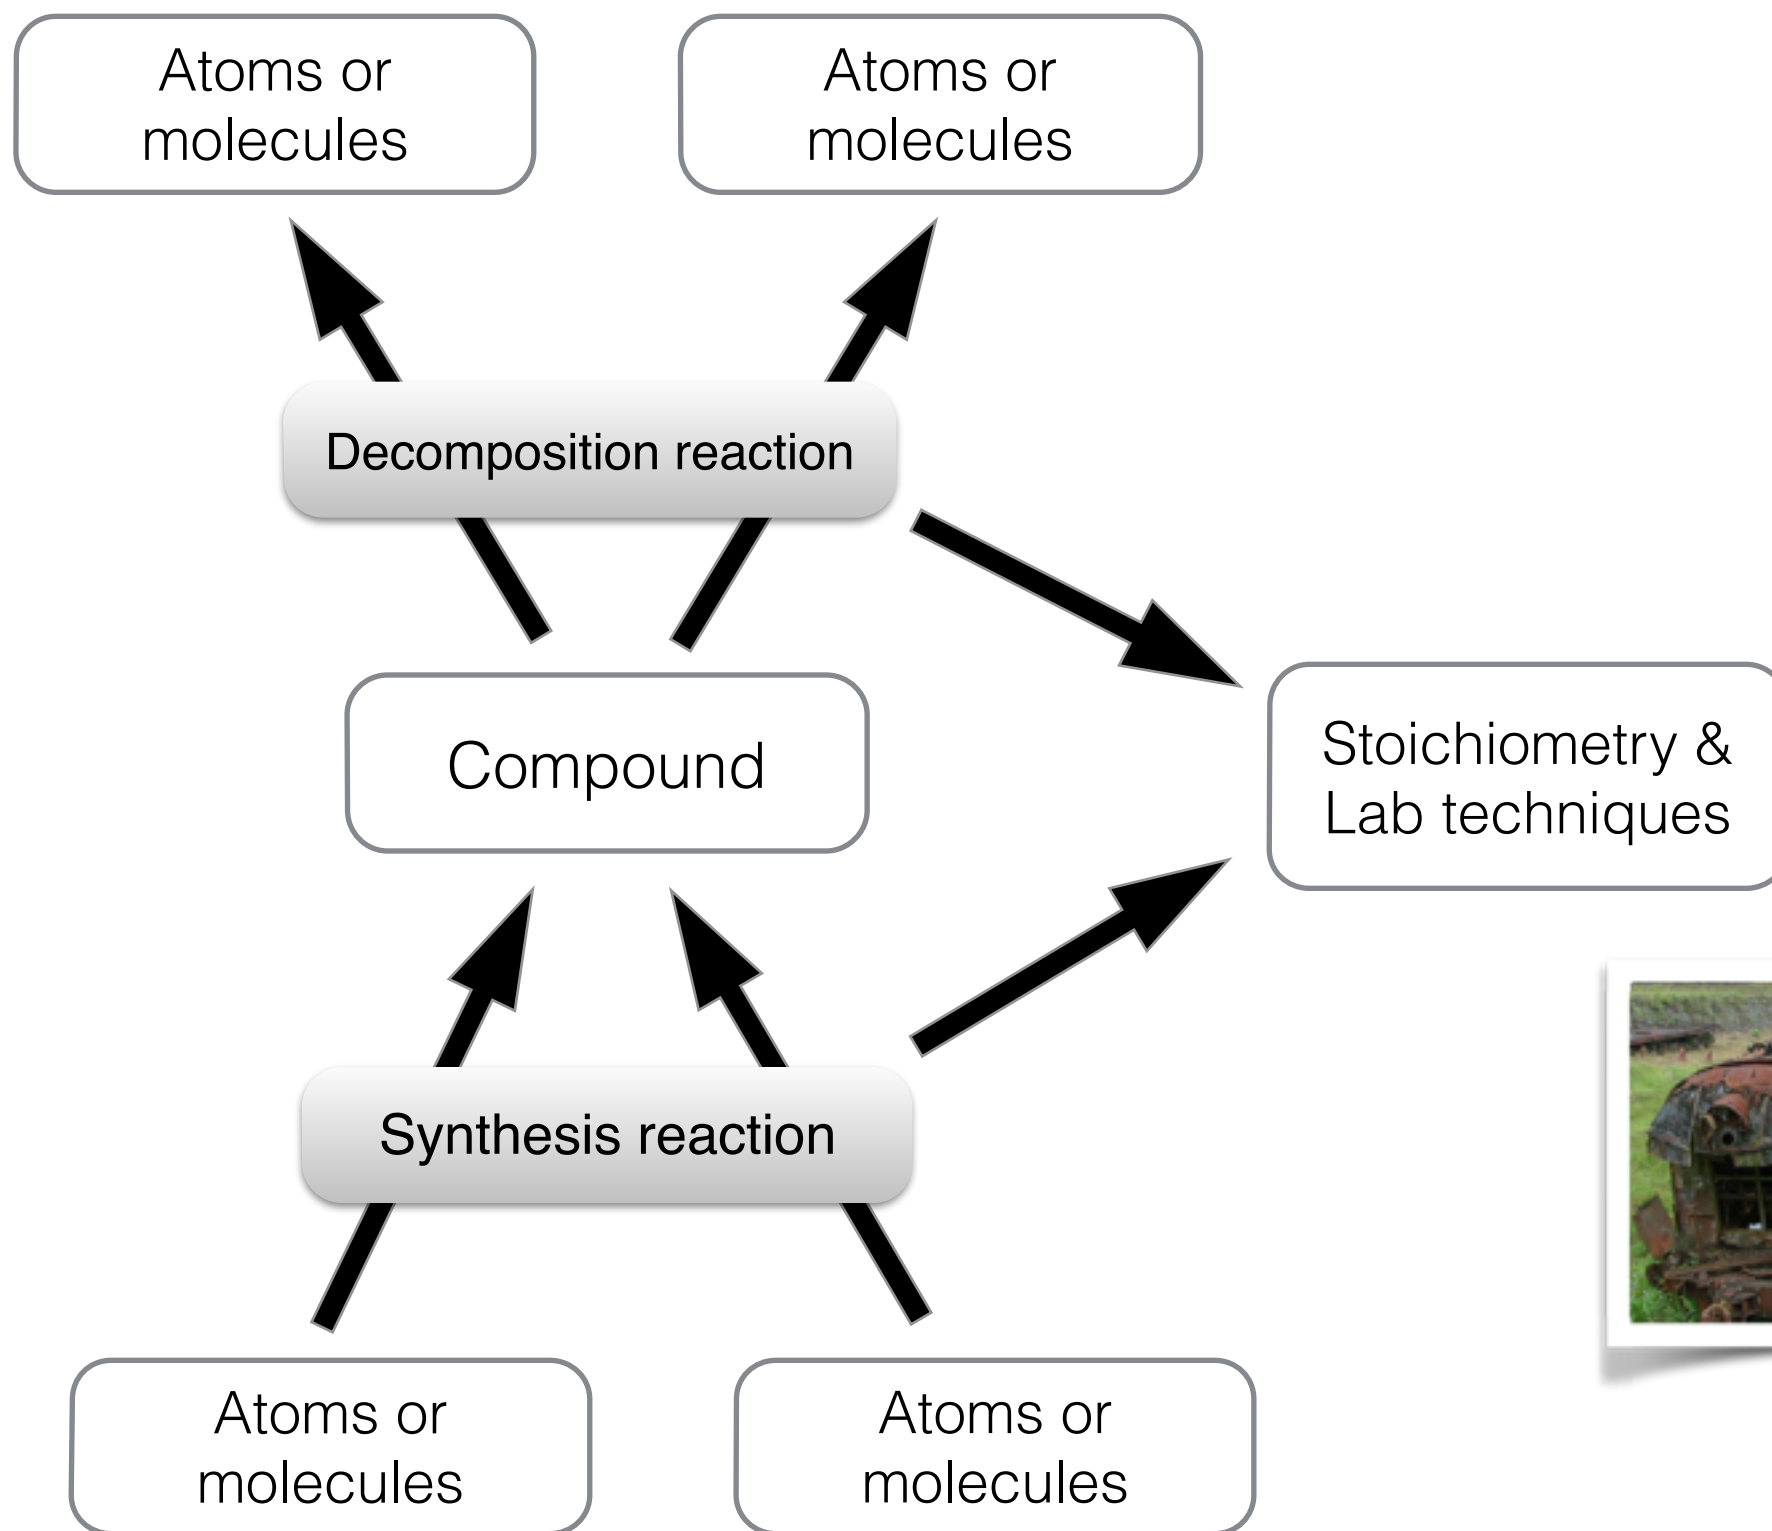 Atoms or
molecules
Atoms or
molecules
Decomposition reaction
Compound
Stoichiometry &
Lab techniques
Synthesis reaction
Atoms or
molecules
Atoms or
molecules